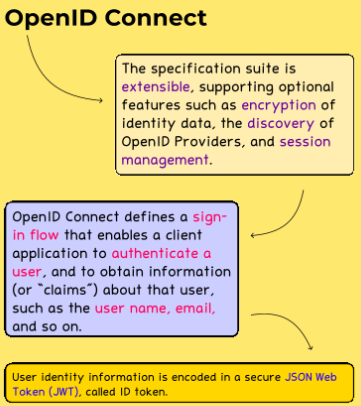 OpenID Connect
The specification suite is
extensible, supporting optional
features such as encryption of
identity data, the discovery of
OpenID Providers, and session
management.
OpenID Connect defines a sign-
in flow that enables a client
application to authenticate a
user, and to obtain information
(or "claims") about that user,
such as the user name, email,
and so on.
User identity information is encoded in a secure JSON Web
Token (JWT), called ID token.